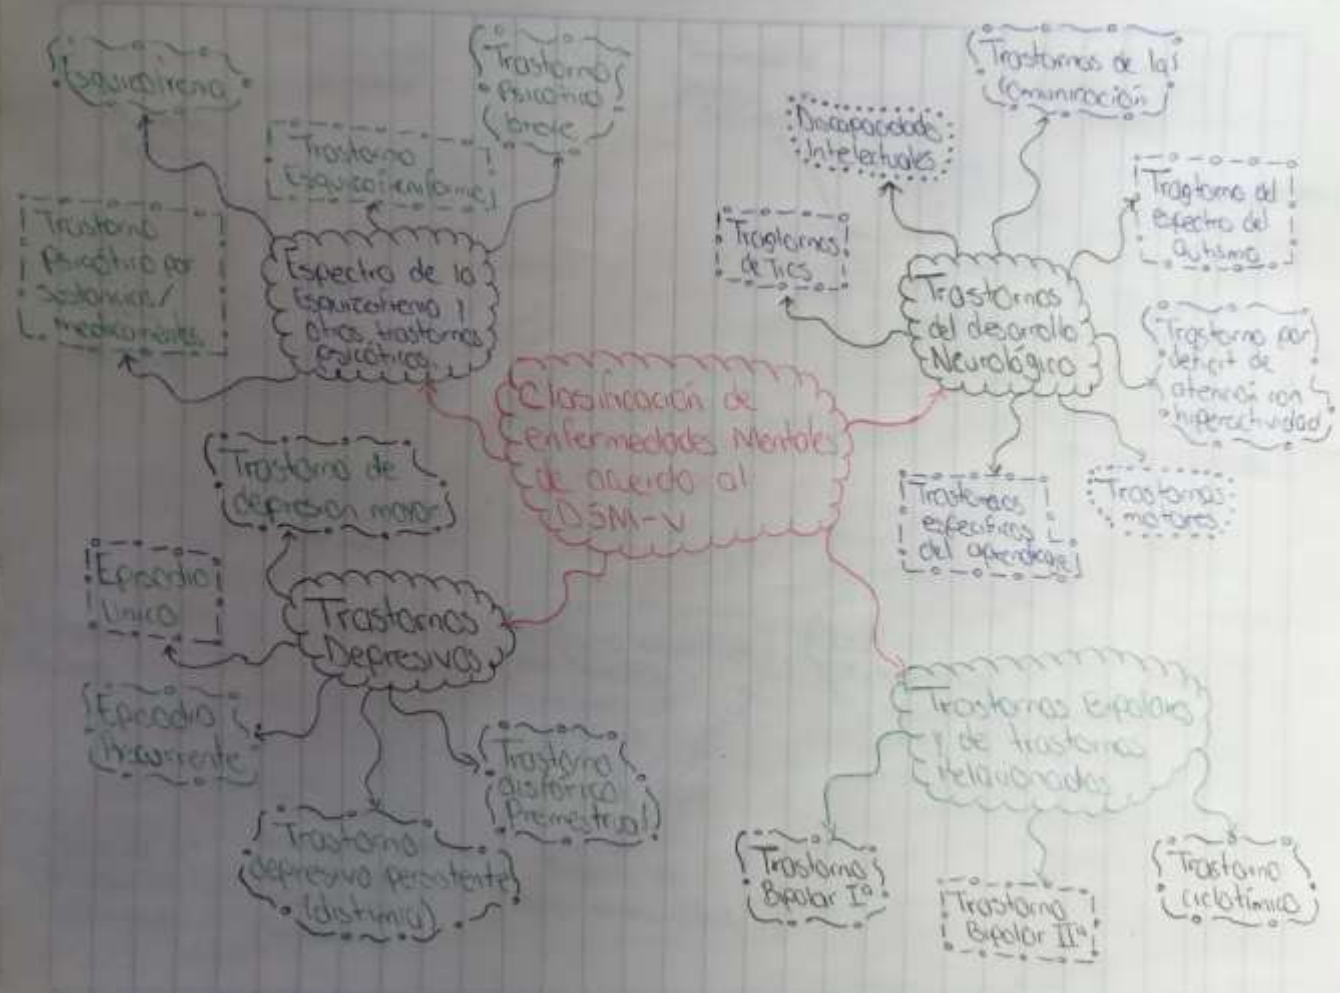 Esquizofrenia
Trastorno
Psicótico
breve
Trastorno
Esquizofreniforme
Trastorno
Psicótico por
Sustancias/
medicamentos
Espectro de la
Esquizofrenia y
otros trastornos
psicóticos
Clasificación de
enfermedades Mentales
de acuerdo al
DSM-V
Trastornos
del desarrollo
Neurológico
Trastornos de la
Comunicación
Discapacidades
Intelectuales
Trastornos
de Tics
Trastorno del
espectro del
autismo
Trastorno por
déficit de
atención con
hiperactividad
Trastornos
específicos
del aprendizaje
Trastornos
motores
Trastorno de
depresión mayor
Episodio
Único
Trastornos
Depresivos
Episodio
Recurrente
Trastorno
disfórico
Premestrual
Trastorno
depresivo persistente
(distimia)
Trastornos Bipolares
y de trastornos
relacionados
Trastorno
Bipolar Iº
Trastorno
Bipolar IIº
Trastorno
ciclotímico